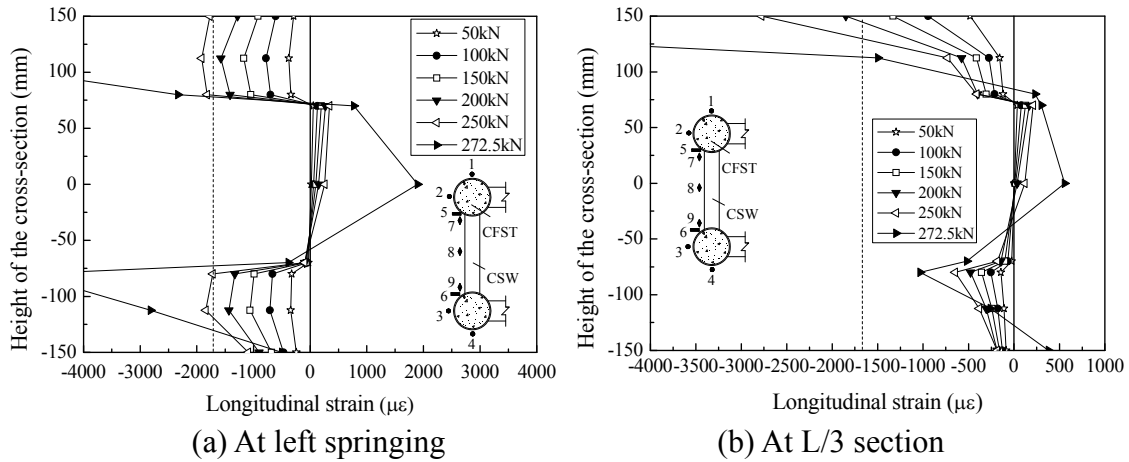 150
100
50
0
-50
-100
-150
Height of the cross-section (mm)
-4000 -3000 -2000 -1000 0 1000 2000 3000 4000
Longitudinal strain (με)
50kN
100kN
150kN
200kN
250kN
272.5kN
1
2
5
7
CFST
8
CSW
9
6
3
4
(a) At left springing
150
100
50
0
-50
-100
-150
Height of the cross-section (mm)
-4000 -3500 -3000 -2500 -2000 -1500 -1000 -500 0 500 1000
Longitudinal strain (με)
1
2
5
7
CFST
8
CSW
9
6
3
4
50kN
100kN
150kN
200kN
250kN
272.5kN
(b) At L/3 section